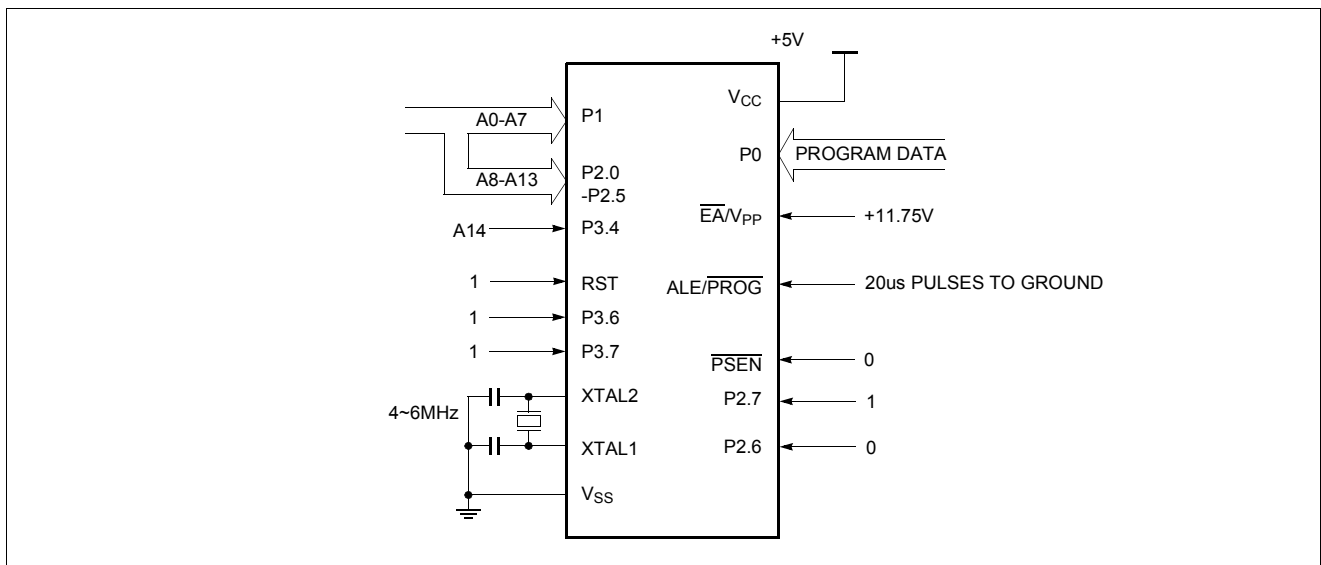 +5V
VCC
P1
A0-A7
P0
PROGRAM DATA
P2.0
A8-A13
-P2.5
EA/VPP
+11.75V
A14
P3.4
1
RST
ALE/PROG
20us PULSES TO GROUND
1
P3.6
1
P3.7
PSEN
0
XTAL2
P2.7
1
4~6MHz
XTAL1
P2.6
0
VSS